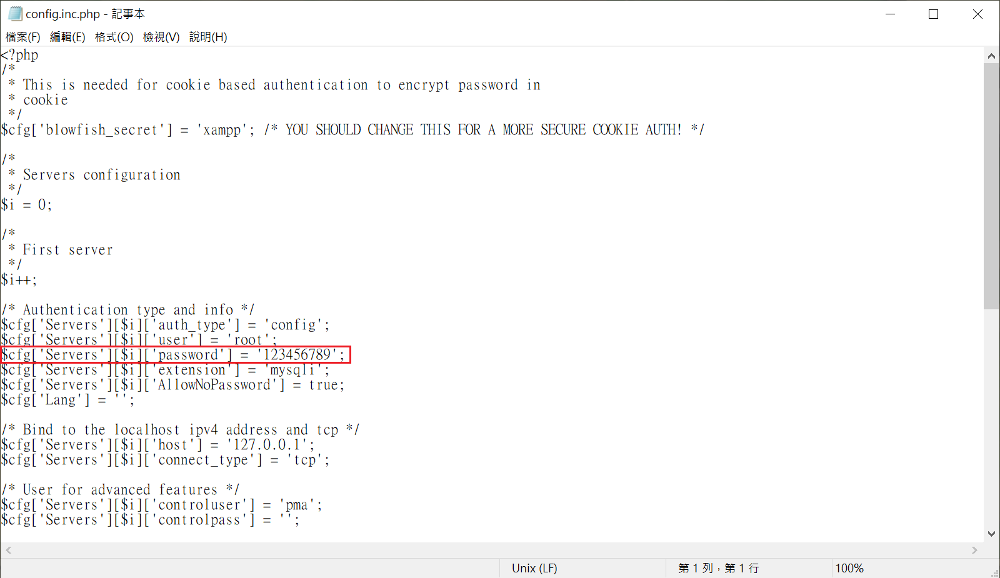 config.inc.php - 記事本
檔案(F) 編輯(E) 格式(O) 檢視(V) 說明(H)
<?php
/*
 * This is needed for cookie based authentication to encrypt password in
 * cookie
 */
$cfg['blowfish_secret'] = 'xampp'; /* YOU SHOULD CHANGE THIS FOR A MORE SECURE COOKIE AUTH! */

/*
 * Servers configuration
 */
$i = 0;

/*
 * First server
 */
$i++;

/* Authentication type and info */
$cfg['Servers'][$i]['auth_type'] = 'config';
$cfg['Servers'][$i]['user'] = 'root';
$cfg['Servers'][$i]['password'] = '123456789';
$cfg['Servers'][$i]['extension'] = 'mysqli';
$cfg['Servers'][$i]['AllowNoPassword'] = true;
$cfg['Lang'] = '';

/* Bind to the localhost ipv4 address and tcp */
$cfg['Servers'][$i]['host'] = '127.0.0.1';
$cfg['Servers'][$i]['connect_type'] = 'tcp';

/* User for advanced features */
$cfg['Servers'][$i]['controluser'] = 'pma';
$cfg['Servers'][$i]['controlpass'] = '';
Unix (LF) 第 1 列，第 1 行 100%